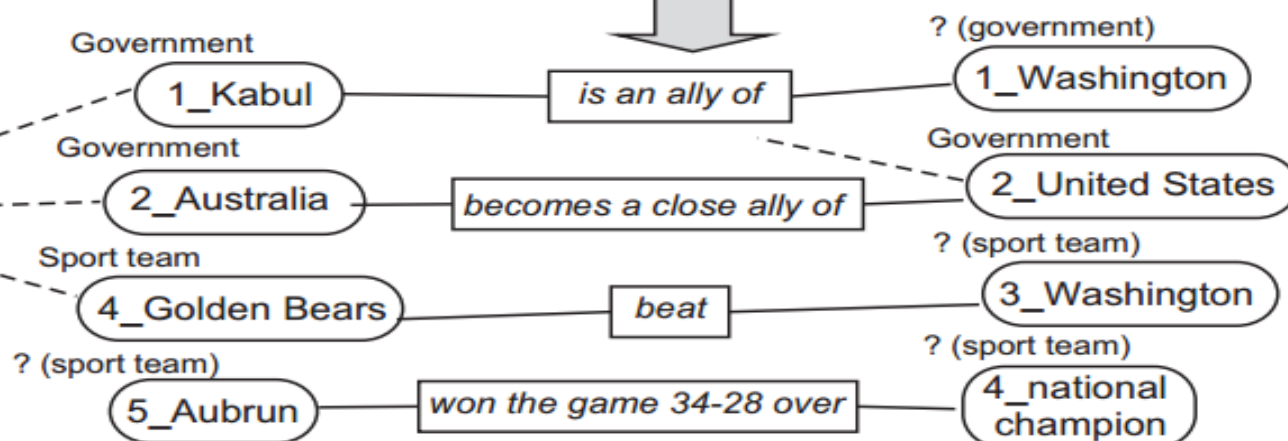 ? (government)
Government
1_Kabul
is an ally of
1_Washington
Government
Government
2_Australia
becomes a close ally of
2_United States
Sport team
? (sport team)
4_Golden Bears
beat
3_Washington
? (sport team)
? (sport team)
5_Aubrun
won the game 34-28 over
4_national
champion